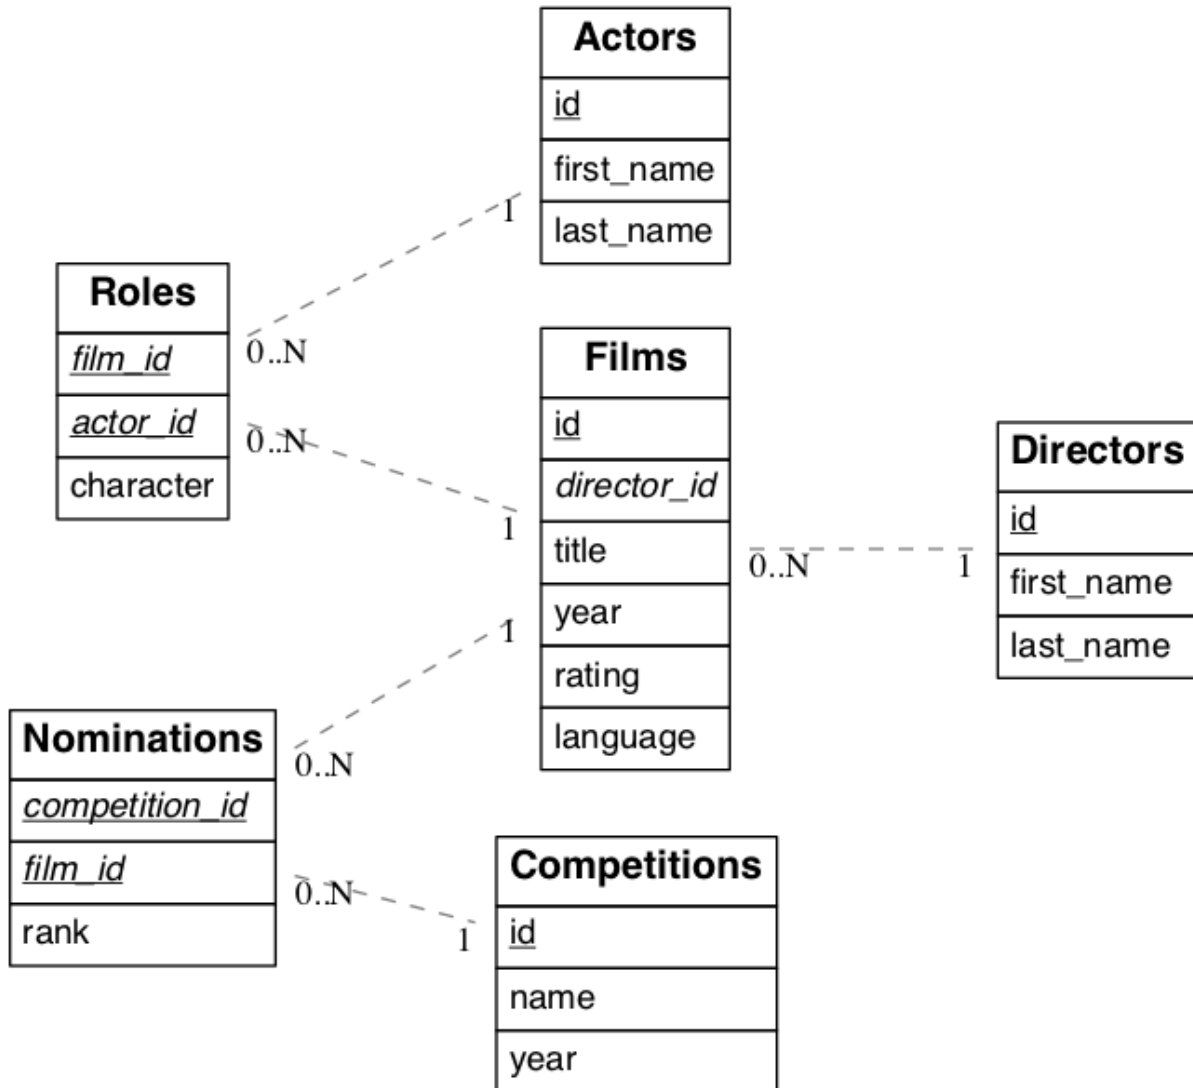 Actors
id
first_name
last_name
1
0..N
Roles
film_id
actor_id
character
0..N
1
Films
id
director_id
title
year
rating
language
0..N
1
Directors
id
first_name
last_name
1
0..N
Nominations
competition_id
film_id
rank
0..N
1
Competitions
id
name
year